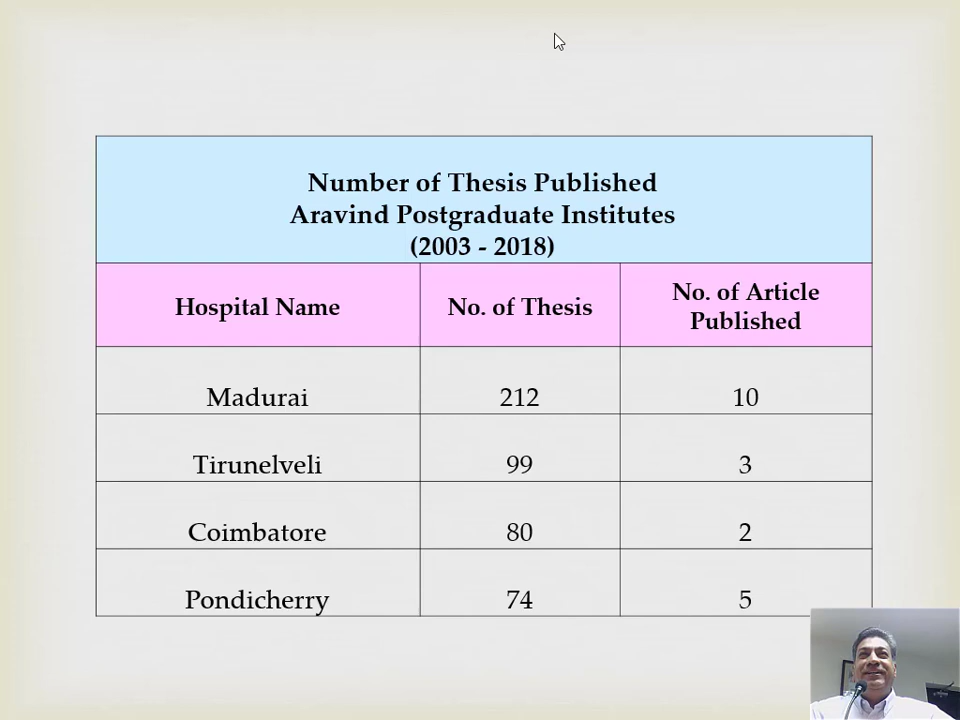 Number of Thesis Published
Aravind Postgraduate Institutes
(2003 - 2018)
Hospital Name No. of Thesis No. of Article Published
Madurai 212 10
Tirunelveli 99 3
Coimbatore 80 2
Pondicherry 74 5